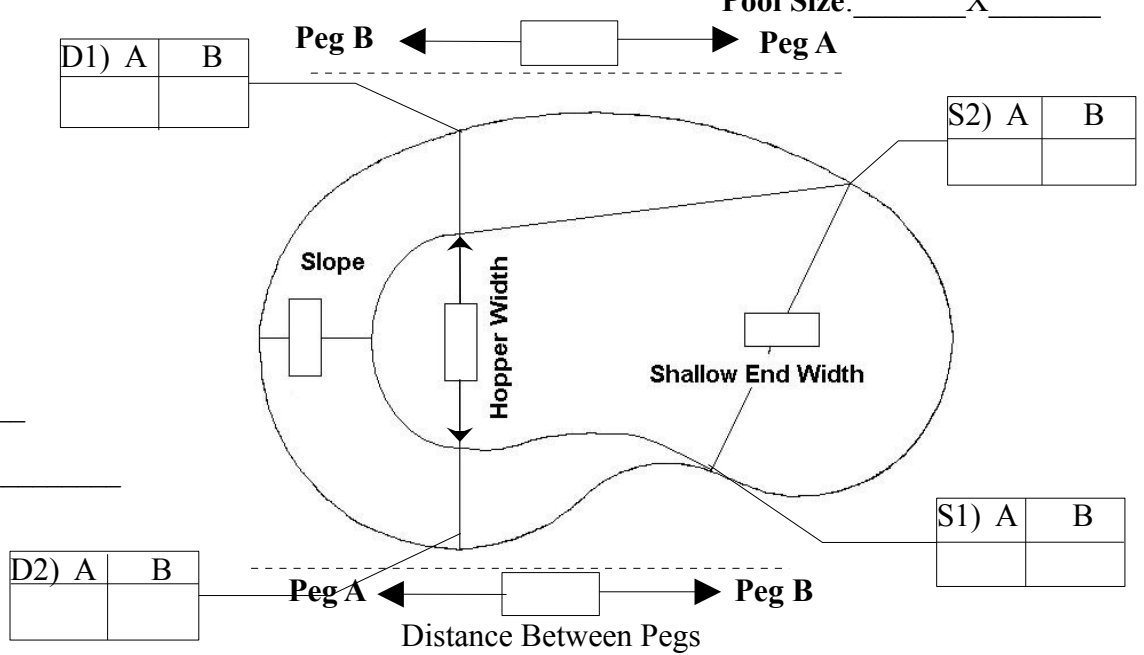 Pool Size:________X________
Peg B
Peg A
D1) A B
S2) A B
Slope
Hopper Width
Shallow End Width
S1) A B
D2) A B
Peg A
Peg B
Distance Between Pegs